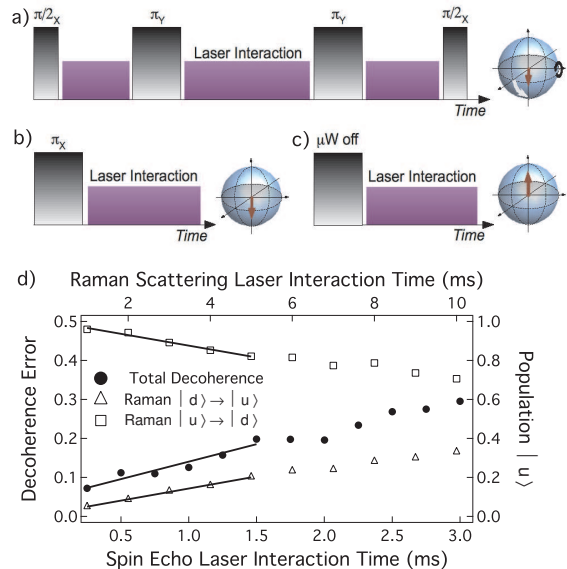 a)
π/2X
πY
πY
π/2X
Laser Interaction
Time
b)
πX
Laser Interaction
Time
c)
μW off
Laser Interaction
Time
d)
Raman Scattering Laser Interaction Time (ms)
2 4 6 8 10
0.5
0.4
0.3
0.2
0.1
0.0
Decoherence Error
1.0
0.8
0.6
0.4
0.2
0.0
Population | u ⟩
Total Decoherence
Raman | d ⟩→| u ⟩
Raman | u ⟩→| d ⟩
0.5 1.0 1.5 2.0 2.5 3.0
Spin Echo Laser Interaction Time (ms)